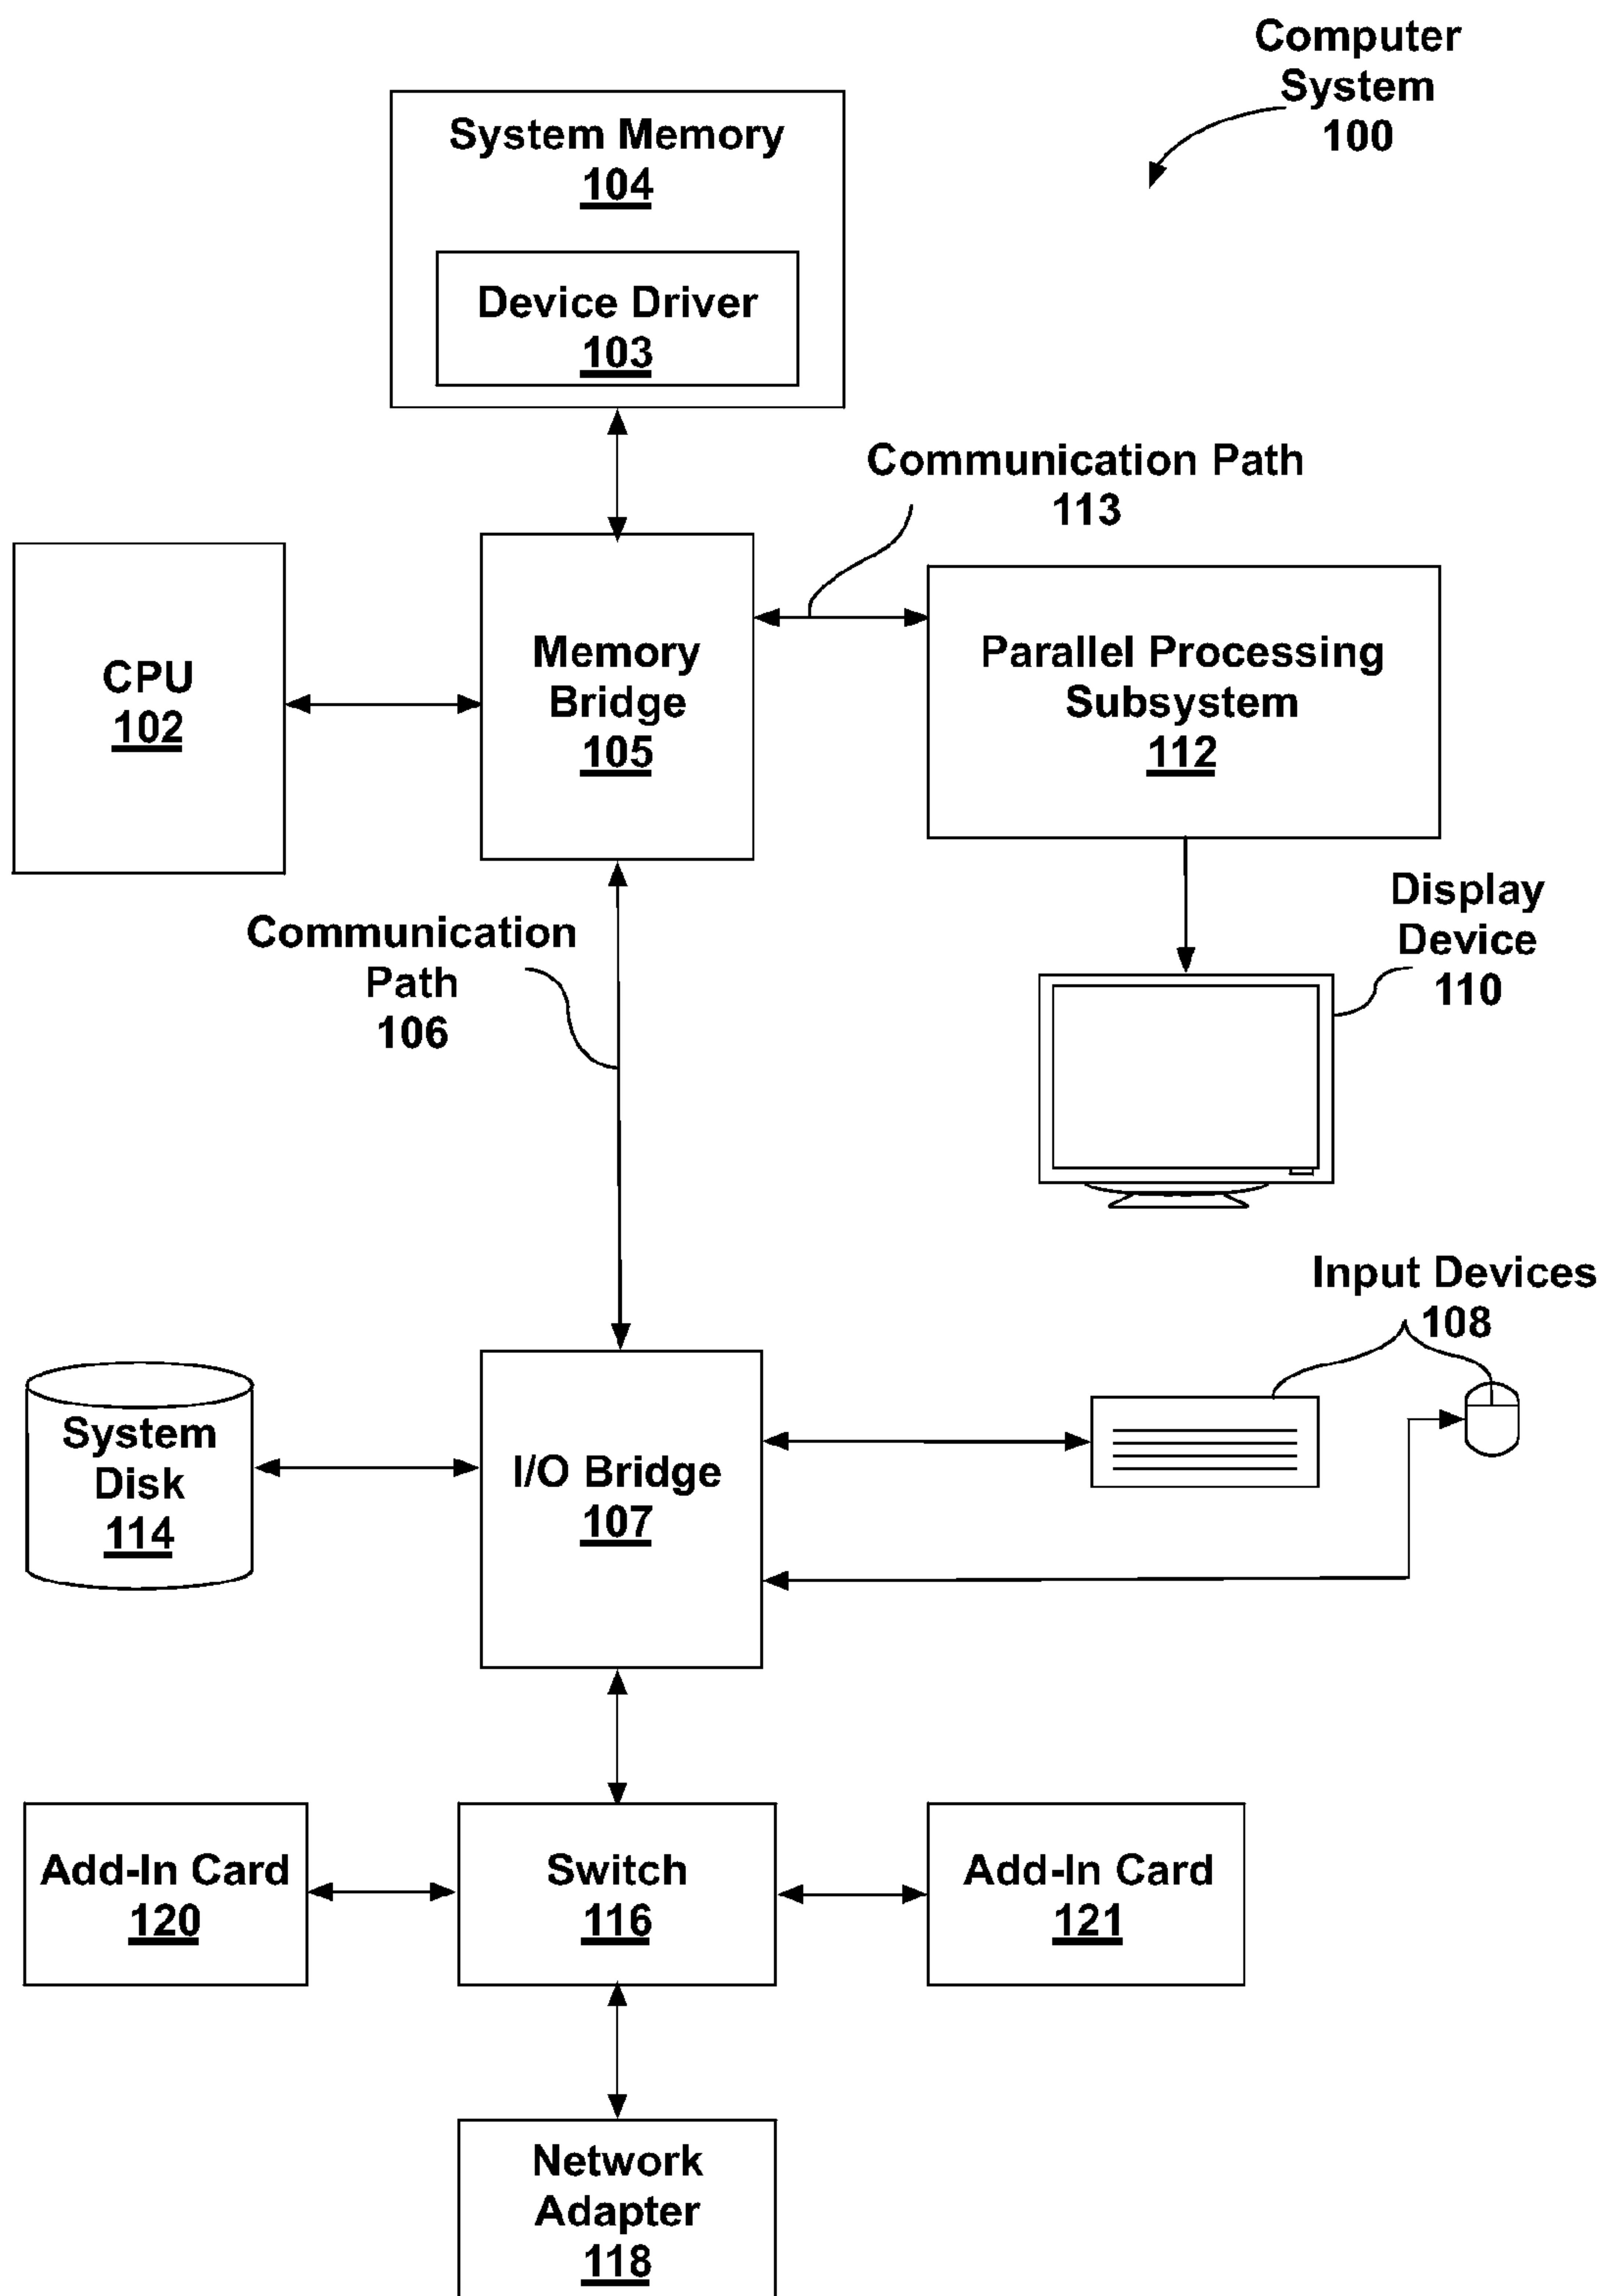 Computer
System
100
System Memory
104
Device Driver
103
Communication Path
113
CPU
102
Memory
Bridge
105
Parallel Processing
Subsystem
112
Communication
Path
106
Display
Device
110
Input Devices
108
System
Disk
114
I/O Bridge
107
Add-In Card
120
Switch
116
Add-In Card
121
Network
Adapter
118